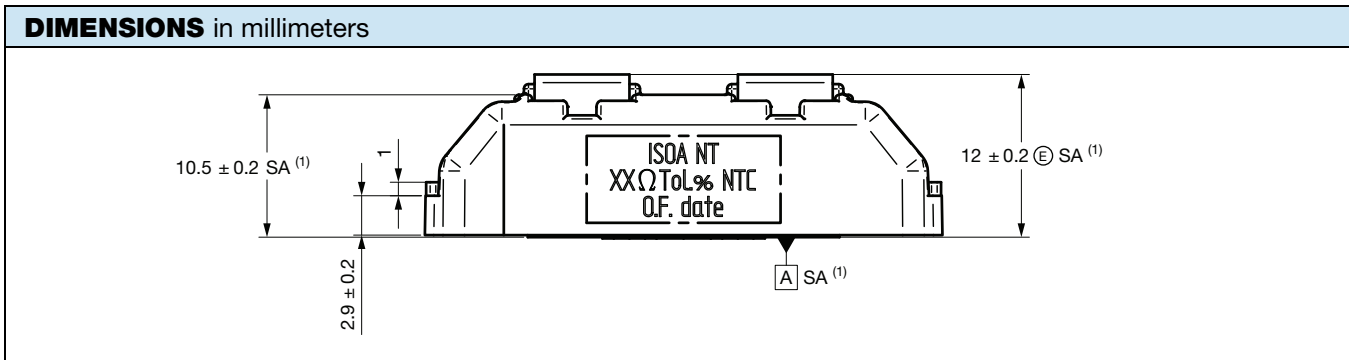 DIMENSIONS in millimeters
10.5 ± 0.2 SA (1)
1
2.9 ± 0.2
ISOA NT
XXΩ ToL% NTC
O.F. date
12 ± 0.2 Ⓔ SA (1)
A SA (1)